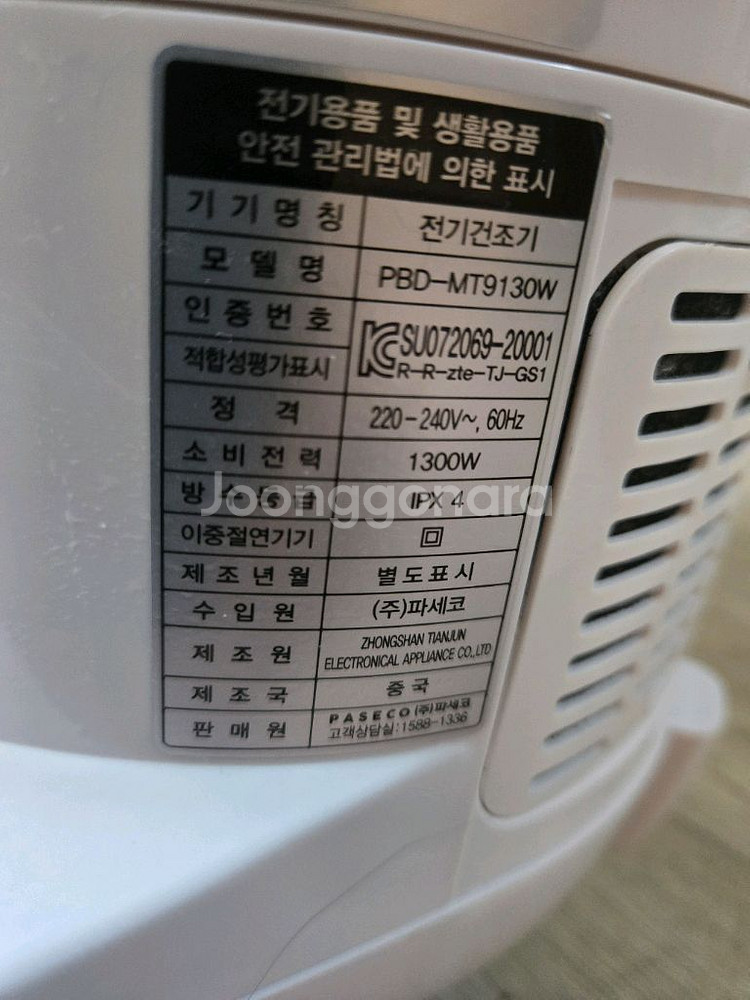 전기용품 및 생활용품
안전 관리법에 의한 표시
기기명칭 전기건조기
모델명 PBD-MT9130W
인증번호 SU072069-20001
적합성평가표시 R-R-zte-TJ-GS1
정격 220-240V~, 60Hz
소비전력 1300W
방수등급 IPX 4
Joonggonara
이중절연기기
제조년월 별도표시
수입원 (주)파세코
제조원 ZHONGSHAN TIANJUN
ELECTRONICAL APPLIANCE CO.,LTD
제조국 중국
판매원 PASECO (주)파세코
고객상담실:1588-1336